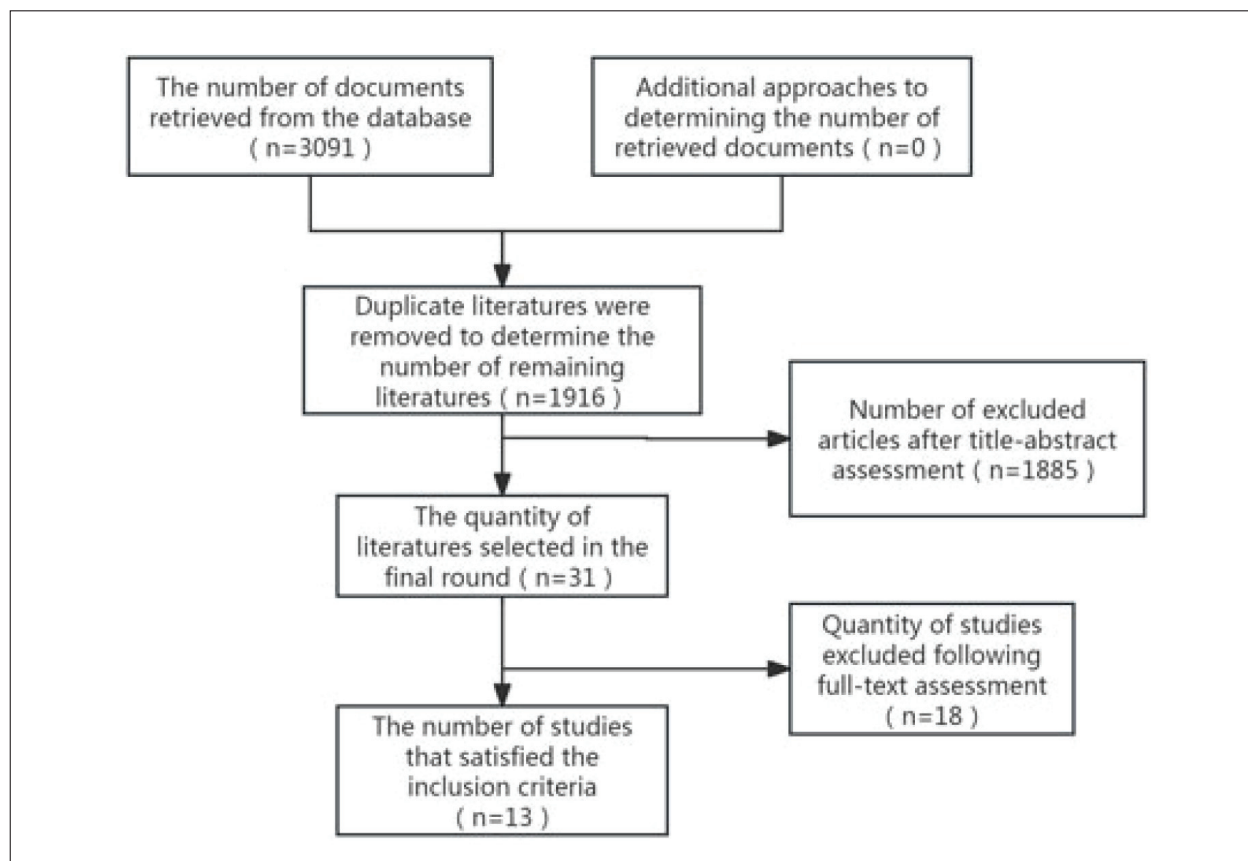 The number of documents
retrieved from the database
( n=3091 )
Additional approaches to
determining the number of
retrieved documents ( n=0 )
Duplicate literatures were
removed to determine the
number of remaining
literatures ( n=1916 )
Number of excluded
articles after title-abstract
assessment ( n=1885 )
The quantity of
literatures selected in the
final round ( n=31 )
Quantity of studies
excluded following
full-text assessment
( n=18 )
The number of studies
that satisfied the
inclusion criteria
( n=13 )